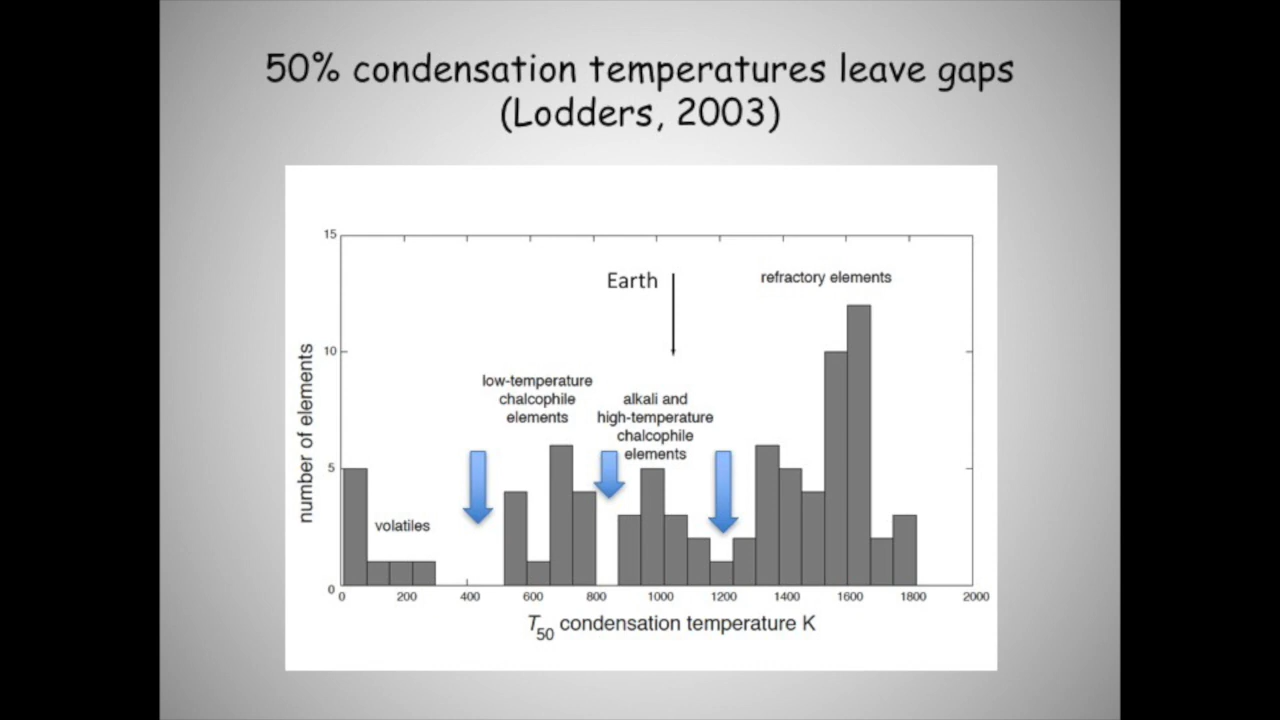 50% condensation temperatures leave gaps
(Lodders, 2003)
15
10
5
0
number of elements
Earth
refractory elements
low-temperature
chalcophile
elements
alkali and
high-temperature
chalcophile
elements
volatiles
0 200 400 600 800 1000 1200 1400 1600 1800 2000
T50 condensation temperature K